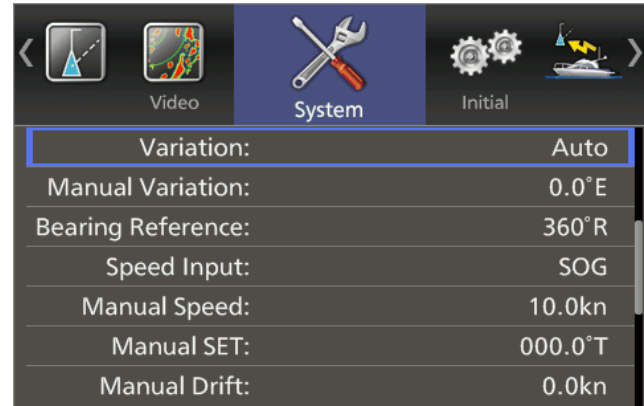 Video
System
Initial
Variation: Auto
Manual Variation: 0.0°E
Bearing Reference: 360°R
Speed Input: SOG
Manual Speed: 10.0kn
Manual SET: 000.0°T
Manual Drift: 0.0kn